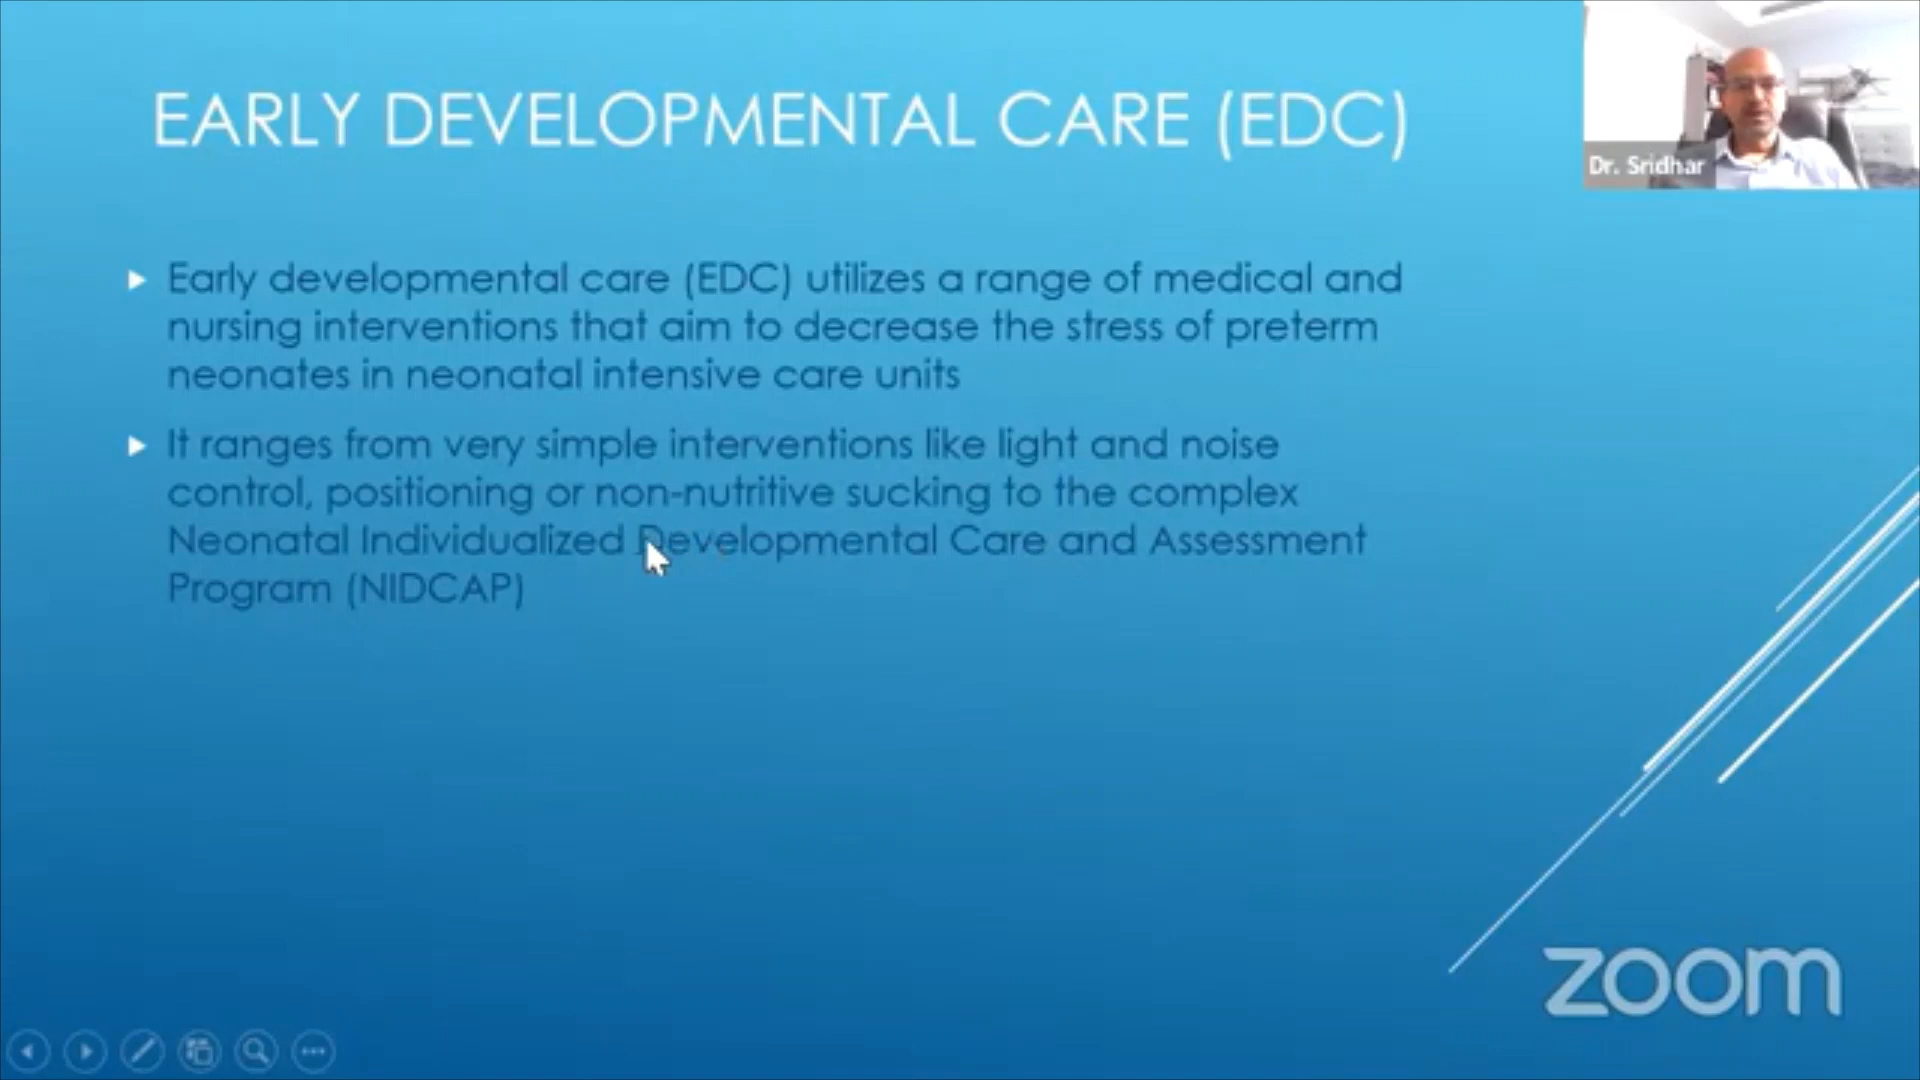 EARLY DEVELOPMENTAL CARE (EDC)
Dr. Sridhar
Early developmental care (EDC) utilizes a range of medical and
nursing interventions that aim to decrease the stress of preterm
neonates in neonatal intensive care units
It ranges from very simple interventions like light and noise
control, positioning or non-nutritive sucking to the complex
Neonatal Individualized Developmental Care and Assessment
Program (NIDCAP)
zoom